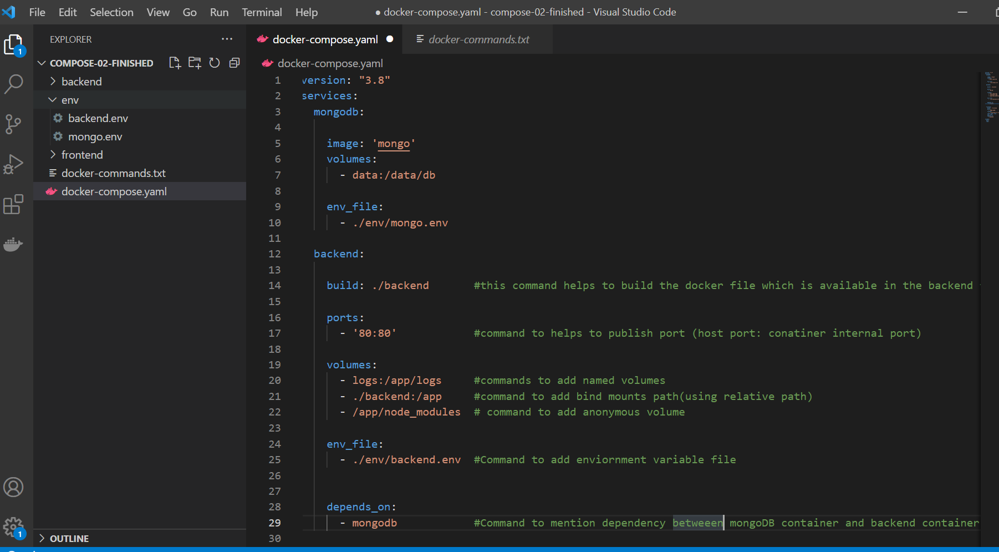 File Edit Selection View Go Run Terminal Help ● docker-compose.yaml - compose-02-finished - Visual Studio Code
EXPLORER ...
COMPOSE-02-FINISHED
backend
env
backend.env
mongo.env
frontend
docker-commands.txt
docker-compose.yaml
OUTLINE
1
1
docker-compose.yaml ● docker-commands.txt
docker-compose.yaml
1 version: "3.8"
2 services:
3 mongodb:
4
5 image: 'mongo'
6 volumes:
7 - data:/data/db
8
9 env_file:
10 - ./env/mongo.env
11
12 backend:
13
14 build: ./backend #this command helps to build the docker file which is available in the backend
15
16 ports:
17 - '80:80' #command to helps to publish port (host port: conatiner internal port)
18
19 volumes:
20 - logs:/app/logs #commands to add named volumes
21 - ./backend:/app #command to add bind mounts path(using relative path)
22 - /app/node_modules # command to add anonymous volume
23
24 env_file:
25 - ./env/backend.env #Command to add enviornment variable file
26
27
28 depends_on:
29 - mongodb #Command to mention dependency betweeen mongoDB container and backend container
30